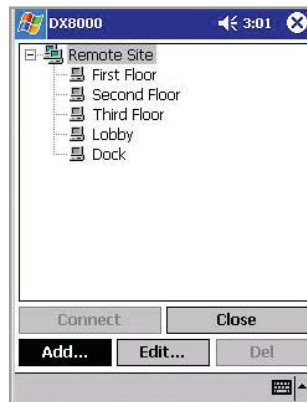 DX8000 3:01
Remote Site
First Floor
Second Floor
Third Floor
Lobby
Dock
Connect Close
Add... Edit... Del